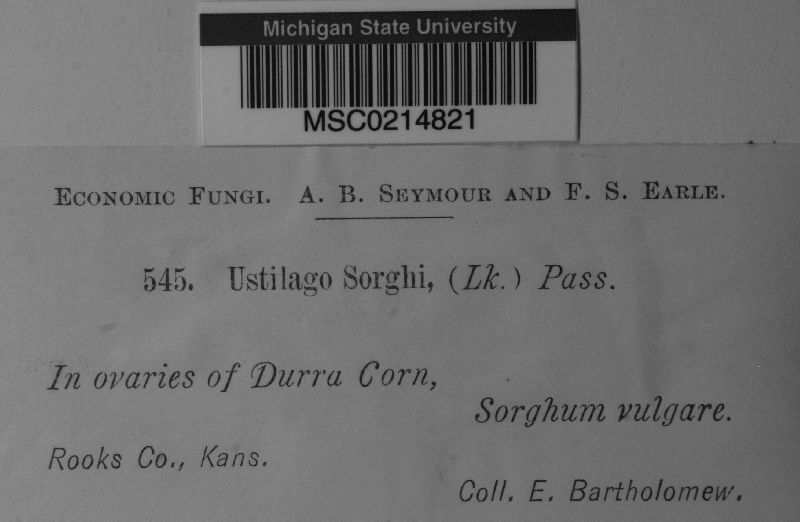 Michigan State University
MSC0214821
Economic Fungi. A. B. Seymour and F. S. Earle.
545. Ustilago Sorghi, (Lk.) Pass.
In ovaries of Durra Corn,
Sorghum vulgare.
Rooks Co., Kans.
Coll. E. Bartholomew.